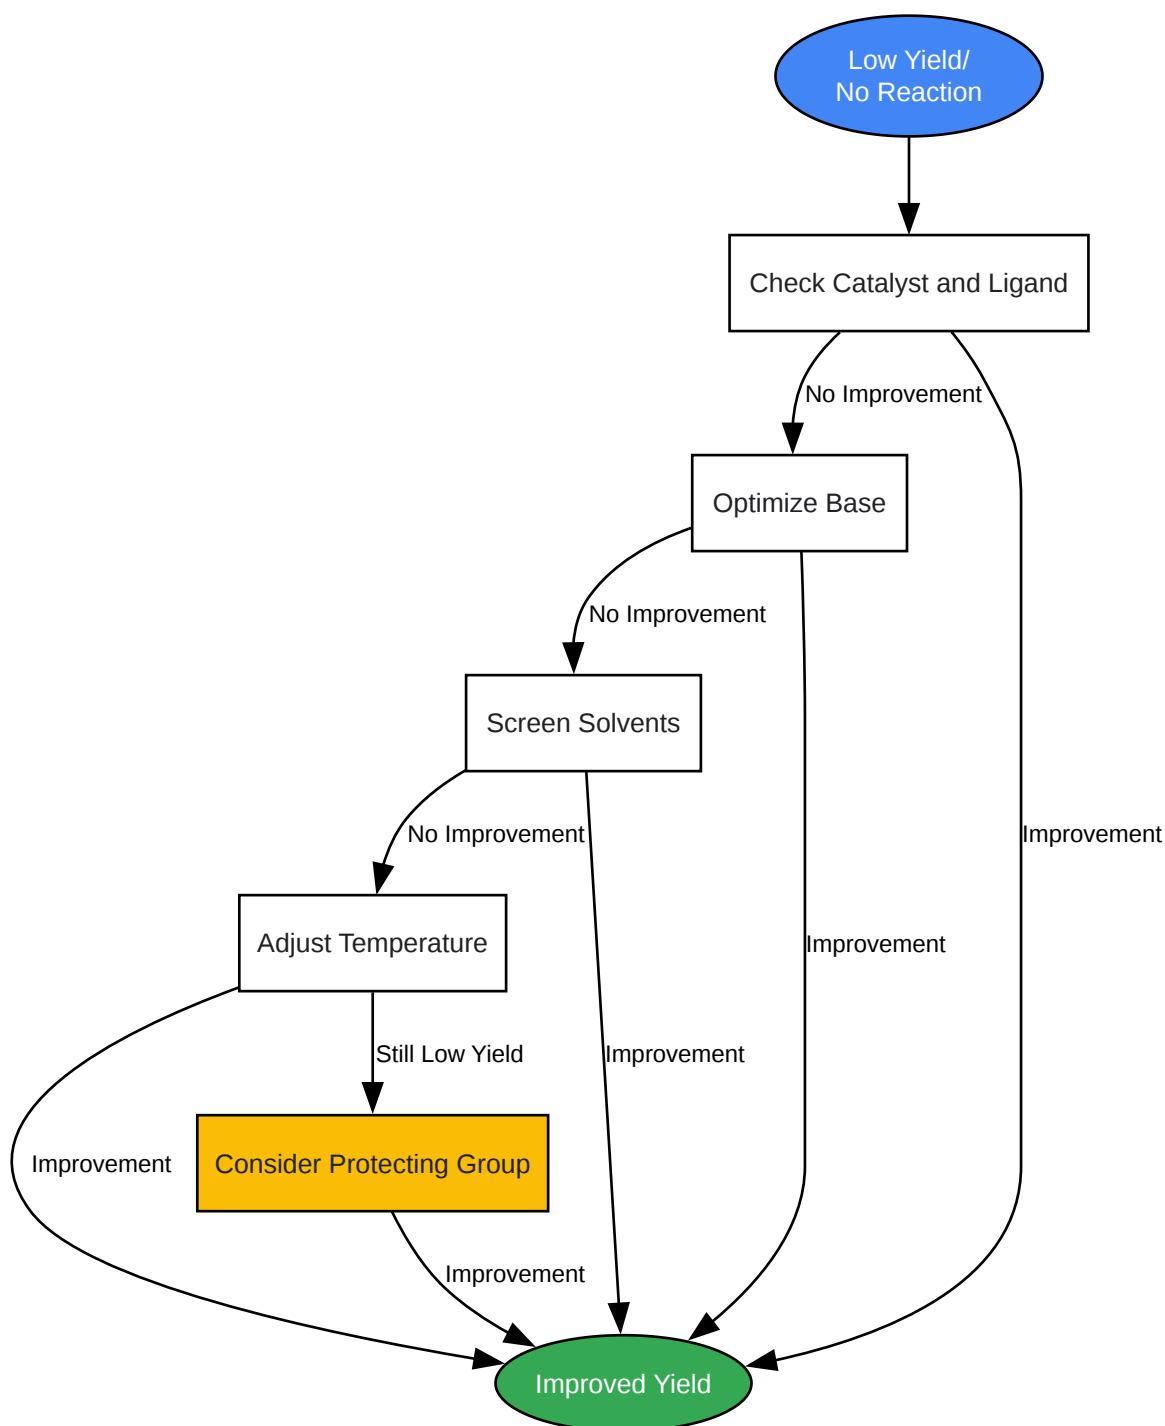 Low Yield/
No Reaction
Check Catalyst and Ligand
No Improvement
Optimize Base
No Improvement
Screen Solvents
No Improvement
Improvement
Adjust Temperature
Improvement
Still Low Yield
Improvement
Improvement
Consider Protecting Group
Improvement
Improved Yield